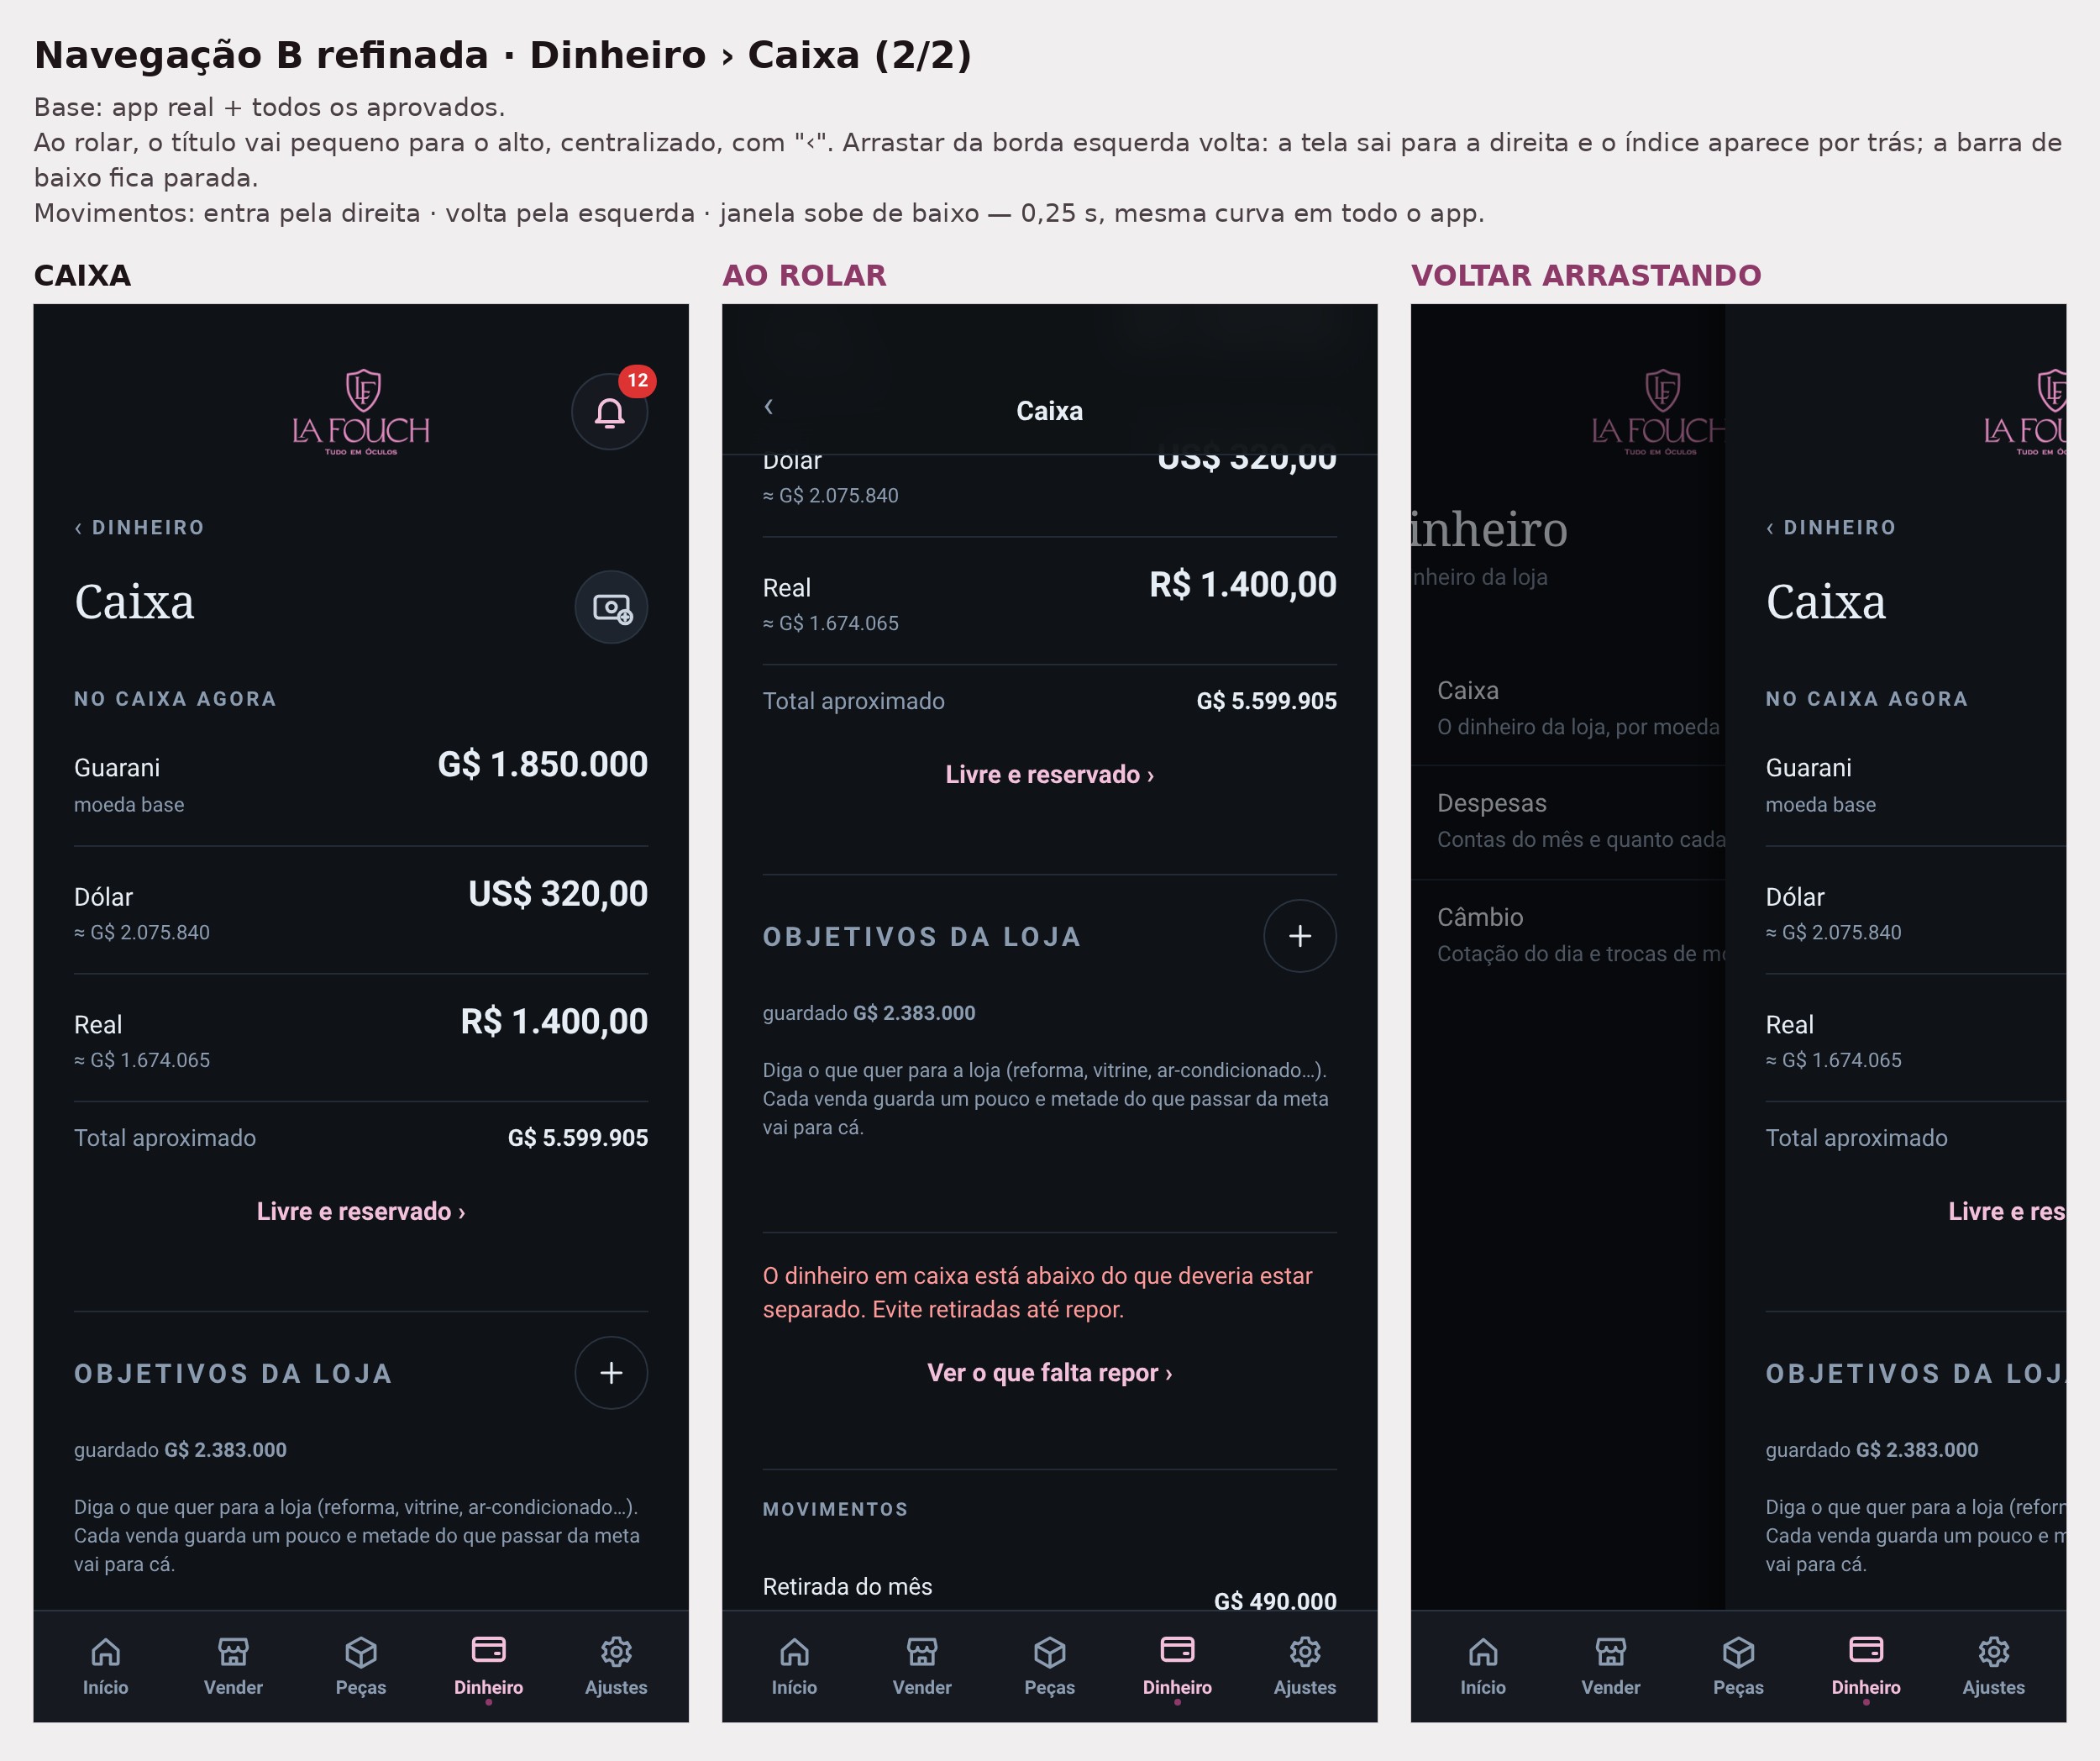 Navegação B refinada · Dinheiro › Caixa (2/2)
Base: app real + todos os aprovados.
Ao rolar, o título vai pequeno para o alto, centralizado, com "‹". Arrastar da borda esquerda volta: a tela sai para a direita e o índice aparece por trás; a barra de
baixo fica parada.
Movimentos: entra pela direita · volta pela esquerda · janela sobe de baixo — 0,25 s, mesma curva em todo o app.
CAIXA
12
LF
LA FOUCH
TUDO EM ÓCULOS
‹ DINHEIRO
Caixa
NO CAIXA AGORA
Guarani
G$ 1.850.000
moeda base
Dólar
US$ 320,00
≈ G$ 2.075.840
Real
R$ 1.400,00
≈ G$ 1.674.065
Total aproximado
G$ 5.599.905
Livre e reservado ›
OBJETIVOS DA LOJA
+
guardado G$ 2.383.000
Diga o que quer para a loja (reforma, vitrine, ar-condicionado…).
Cada venda guarda um pouco e metade do que passar da meta
vai para cá.
Início
Vender
Peças
Dinheiro
Ajustes
AO ROLAR
‹
Caixa
Dólar
US$ 320,00
≈ G$ 2.075.840
Real
R$ 1.400,00
≈ G$ 1.674.065
Total aproximado
G$ 5.599.905
Livre e reservado ›
OBJETIVOS DA LOJA
+
guardado G$ 2.383.000
Diga o que quer para a loja (reforma, vitrine, ar-condicionado…).
Cada venda guarda um pouco e metade do que passar da meta
vai para cá.
O dinheiro em caixa está abaixo do que deveria estar
separado. Evite retiradas até repor.
Ver o que falta repor ›
MOVIMENTOS
Retirada do mês
G$ 490.000
Início
Vender
Peças
Dinheiro
Ajustes
VOLTAR ARRASTANDO
LF
LA FOUCH
TUDO EM ÓCULOS
inheiro
nheiro da loja
Caixa
O dinheiro da loja, por moeda
Despesas
Contas do mês e quanto cada
Câmbio
Cotação do dia e trocas de mo
LA FOU
TUDO EM ÓC
‹ DINHEIRO
Caixa
NO CAIXA AGORA
Guarani
moeda base
Dólar
≈ G$ 2.075.840
Real
≈ G$ 1.674.065
Total aproximado
Livre e res
OBJETIVOS DA LOJ
guardado G$ 2.383.000
Diga o que quer para a loja (refor
Cada venda guarda um pouco e m
vai para cá.
Início
Vender
Peças
Dinheiro
Ajustes